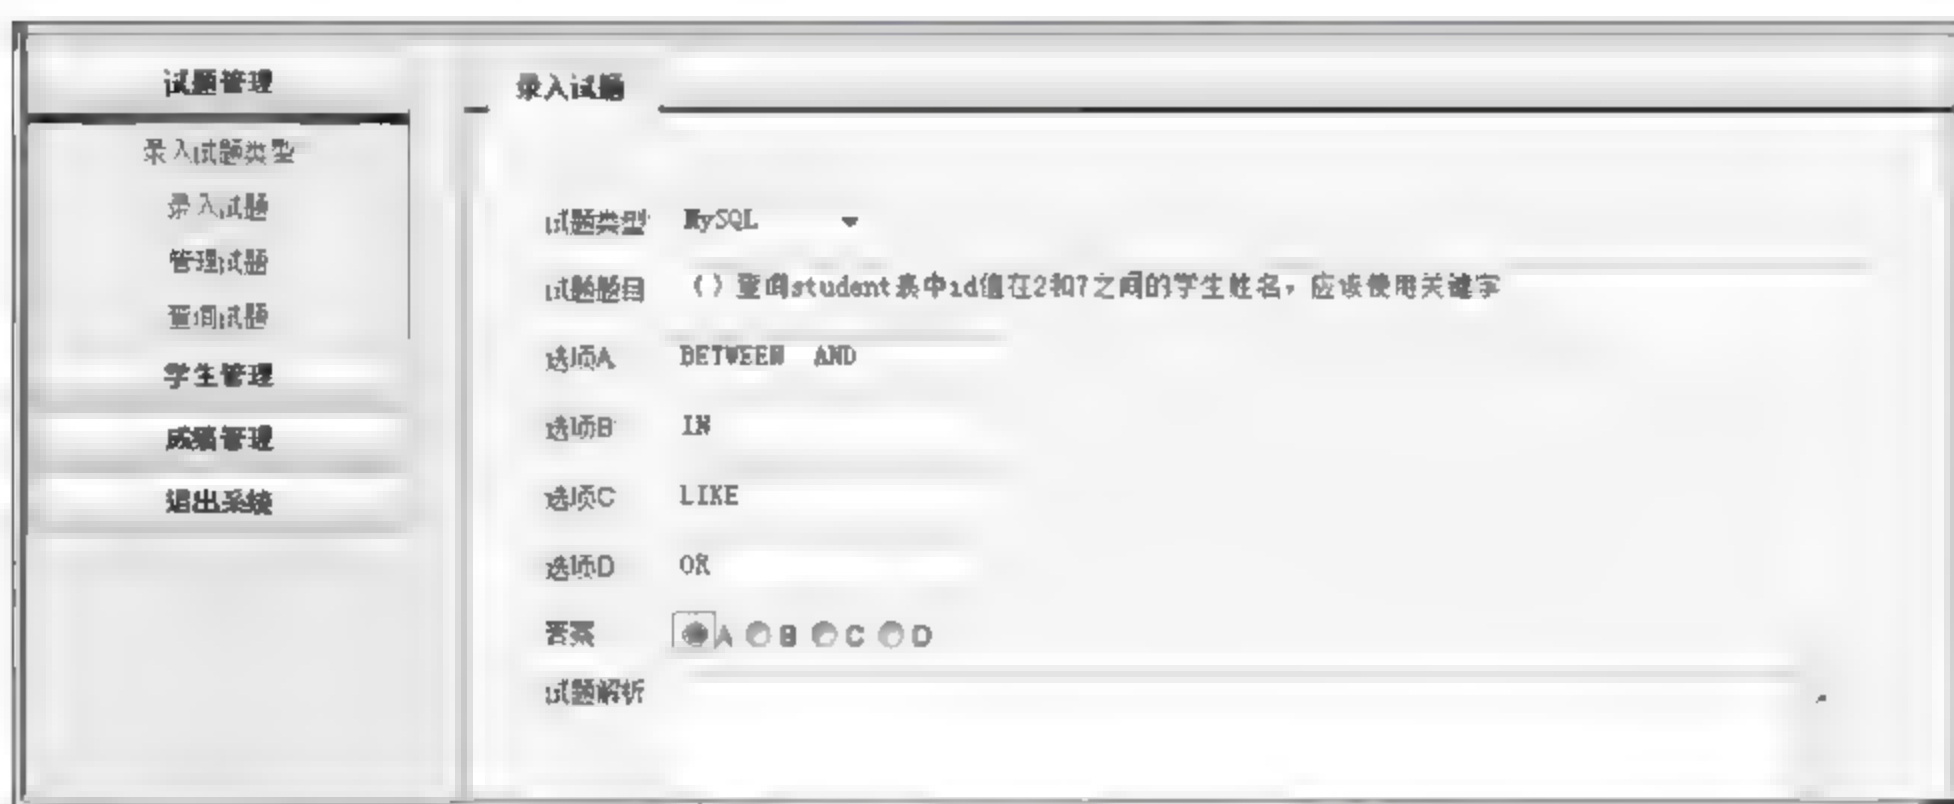 试题管理
录入试题类型
录入试题
管理试题
查询试题
学生管理
成绩管理
退出系统
录入试题
试题类型 MySQL
试题题目 () 查询student表中id值在2和7之间的学生姓名，应该使用关键字
选项A BETWEEN AND
选项B IN
选项C LIKE
选项D OR
答案 A B C D
试题解析